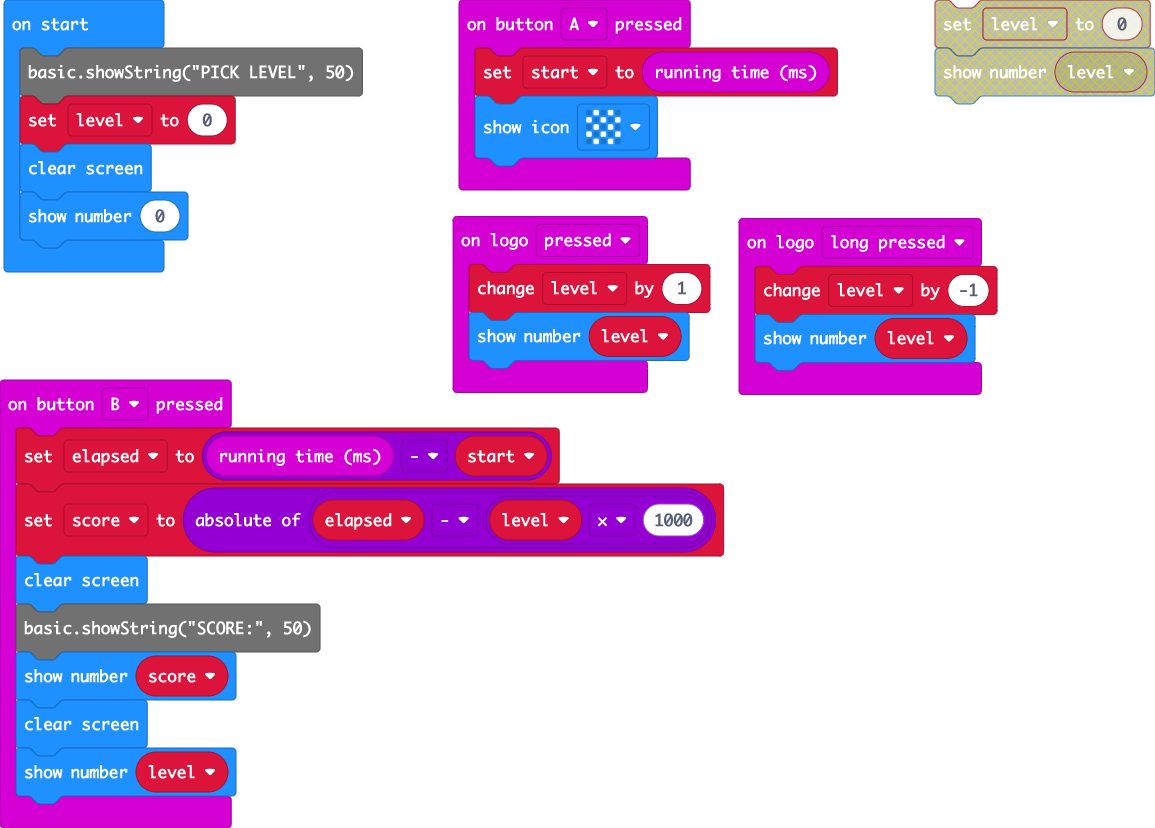 on start
basic.showString("PICK LEVEL", 50)
set level to 0
clear screen
show number 0
on button A pressed
set start to running time (ms)
show icon
set level to 0
show number level
on logo pressed
change level by 1
show number level
on logo long pressed
change level by -1
show number level
on button B pressed
set elapsed to running time (ms) - start
set score to absolute of elapsed - level × 1000
clear screen
basic.showString("SCORE:", 50)
show number score
clear screen
show number level